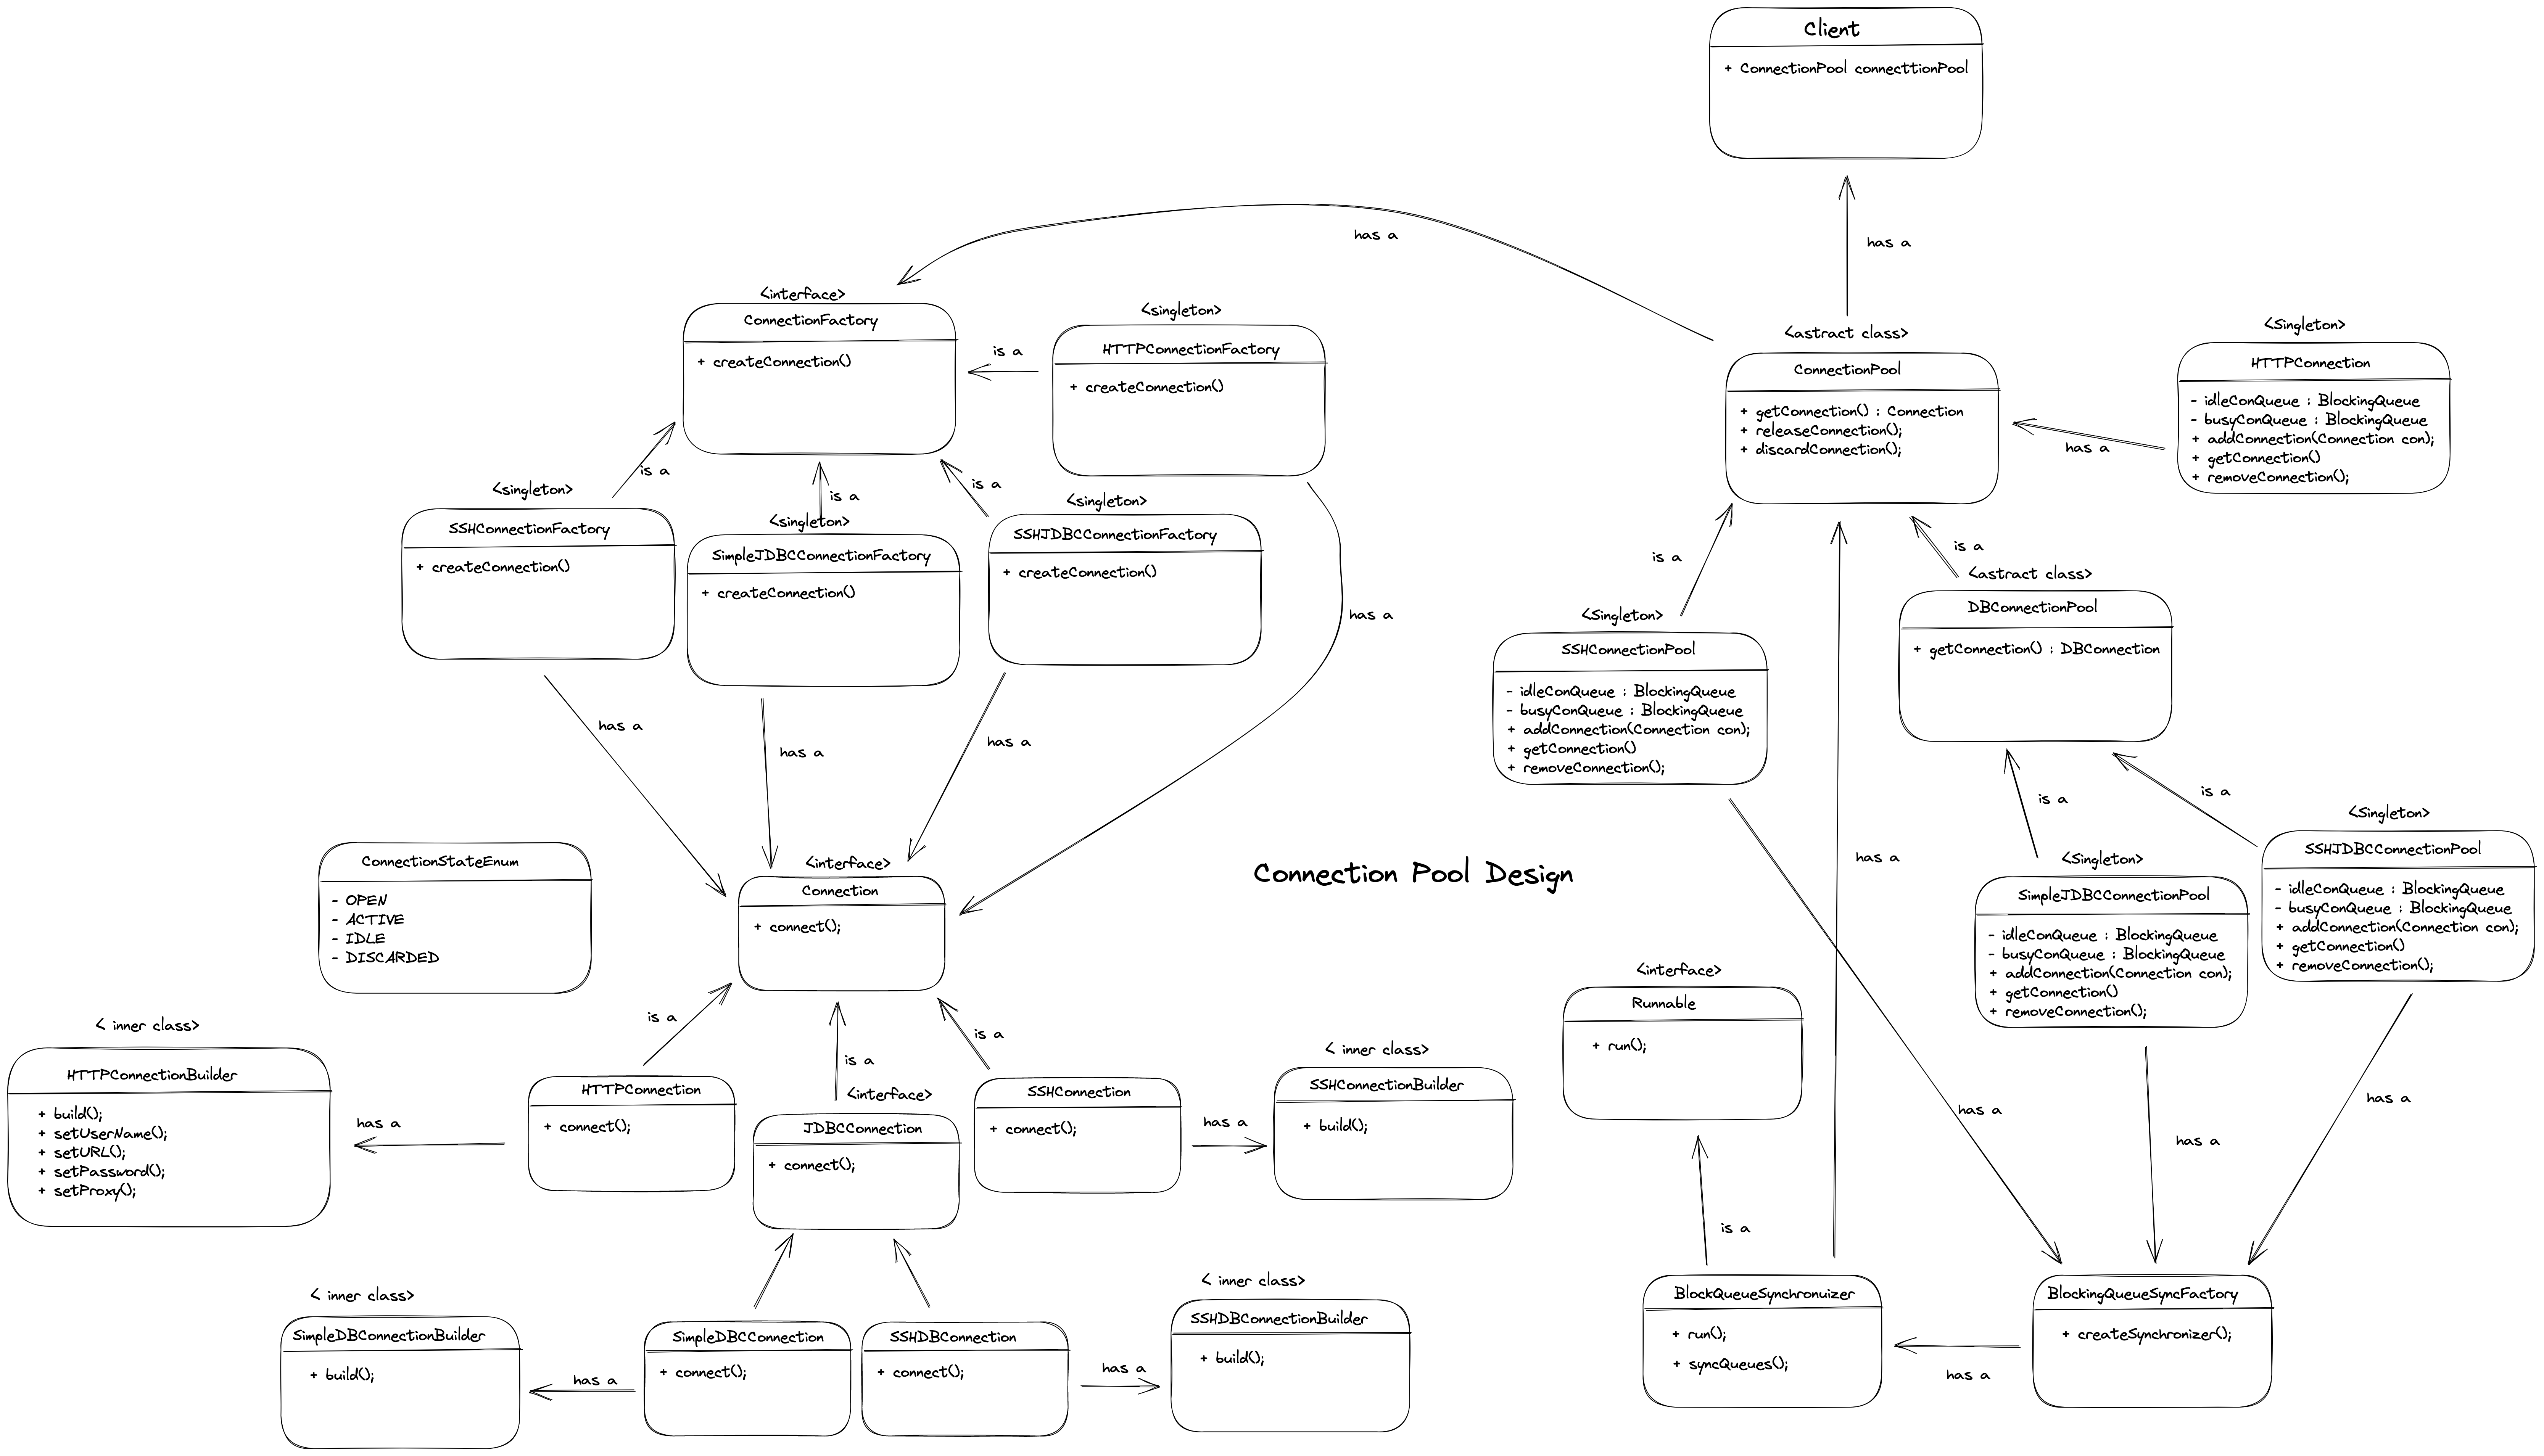 Client
+ ConnectionPool connecttionPool
has a
has a
<interface>
ConnectionFactory
+ createConnection()
is a
<singleton>
HTTPConnectionFactory
+ createConnection()
<astract class>
ConnectionPool
+ getConnection() : Connection
+ releaseConnection();
+ discardConnection();
has a
<Singleton>
HTTPConnection
- idleConQueue : BlockingQueue
- busyConQueue : BlockingQueue
+ addConnection(Connection con);
+ getConnection()
+ removeConnection();
is a
is a
is a
<singleton>
SSHConnectionFactory
+ createConnection()
<singleton>
SimpleJDBCConnectionFactory
+ createConnection()
<singleton>
SSHJDBCConnectionFactory
+ createConnection()
has a
is a
is a
<Singleton>
SSHConnectionPool
- idleConQueue : BlockingQueue
- busyConQueue : BlockingQueue
+ addConnection(Connection con);
+ getConnection()
+ removeConnection();
<astract class>
DBConnectionPool
+ getConnection() : DBConnection
has a
has a
has a
is a
is a
<Singleton>
SimpleJDBCConnectionPool
- idleConQueue : BlockingQueue
- busyConQueue : BlockingQueue
+ addConnection(Connection con);
+ getConnection()
+ removeConnection();
<Singleton>
SSHJDBCConnectionPool
- idleConQueue : BlockingQueue
- busyConQueue : BlockingQueue
+ addConnection(Connection con);
+ getConnection()
+ removeConnection();
ConnectionStateEnum
- OPEN
- ACTIVE
- IDLE
- DISCARDED
<interface>
Connection
+ connect();
Connection Pool Design
has a
<interface>
Runnable
+ run();
is a
is a
is a
< inner class>
HTTPConnectionBuilder
+ build();
+ setUserName();
+ setURL();
+ setPassword();
+ setProxy();
has a
HTTPConnection
+ connect();
<interface>
JDBCConnection
+ connect();
SSHConnection
+ connect();
has a
< inner class>
SSHConnectionBuilder
+ build();
has a
has a
has a
is a
< inner class>
SimpleDBConnectionBuilder
+ build();
has a
SimpleDBCConnection
+ connect();
SSHDBConnection
+ connect();
has a
< inner class>
SSHDBConnectionBuilder
+ build();
BlockQueueSynchronuizer
+ run();
+ syncQueues();
has a
BlockingQueueSyncFactory
+ createSynchronizer();